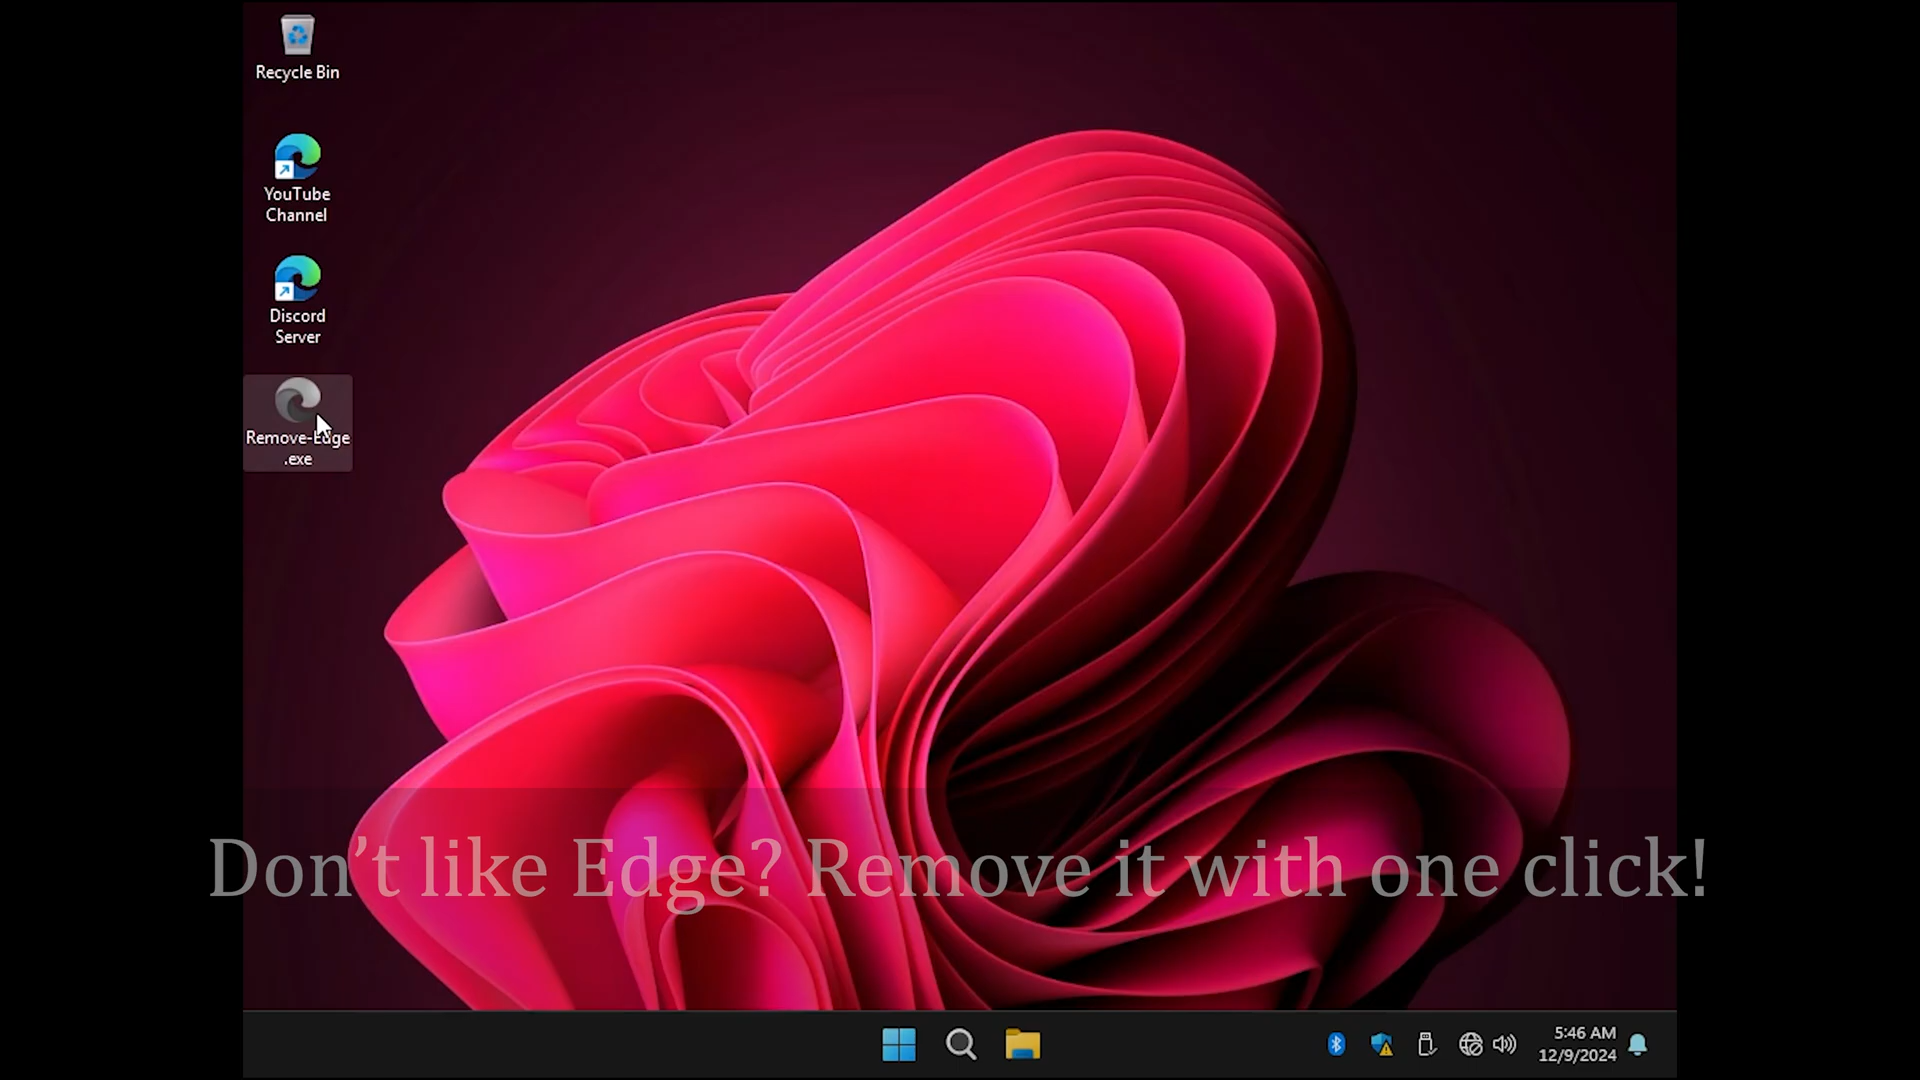 Recycle Bin
YouTube
Channel
Discord
Server
Remove-Edge
.exe
Don’t like Edge? Remove it with one click!
5:46 AM
12/9/2024